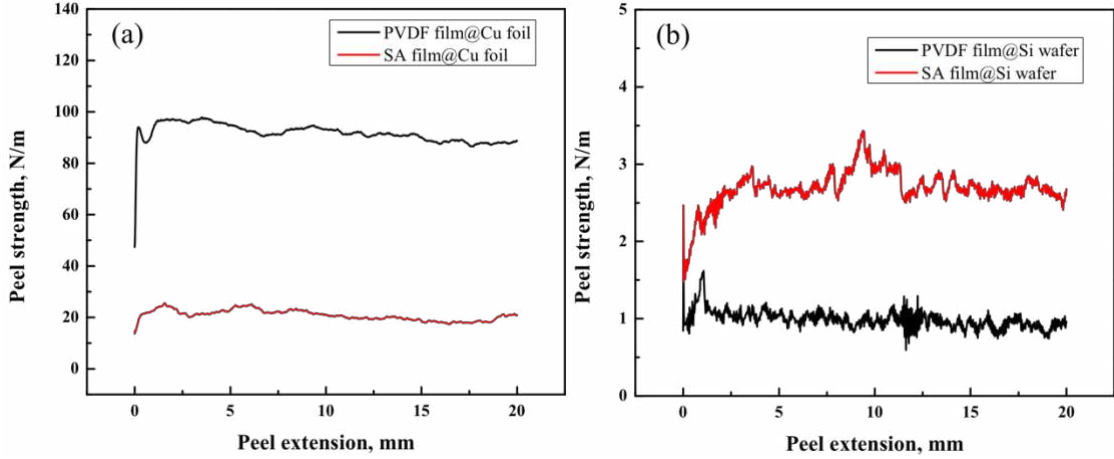 (a)
PVDF film@Cu foil
SA film@Cu foil
Peel strength, N/m
140
120
100
80
60
40
20
0
0 5 10 15 20
Peel extension, mm
(b)
PVDF film@Si wafer
SA film@Si wafer
Peel strength, N/m
5
4
3
2
1
0
0 5 10 15 20
Peel extension, mm